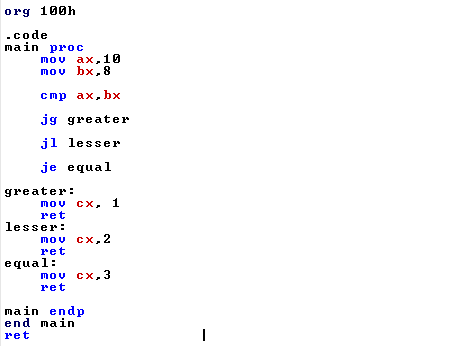 org 100h
.code
main proc
mov ax,10
mov bx,8
cmp ax,bx
jg greater
jl lesser
je equal
greater:
mov cx, 1
ret
lesser:
mov cx,2
ret
equal:
mov cx,3
ret
main endp
end main
ret